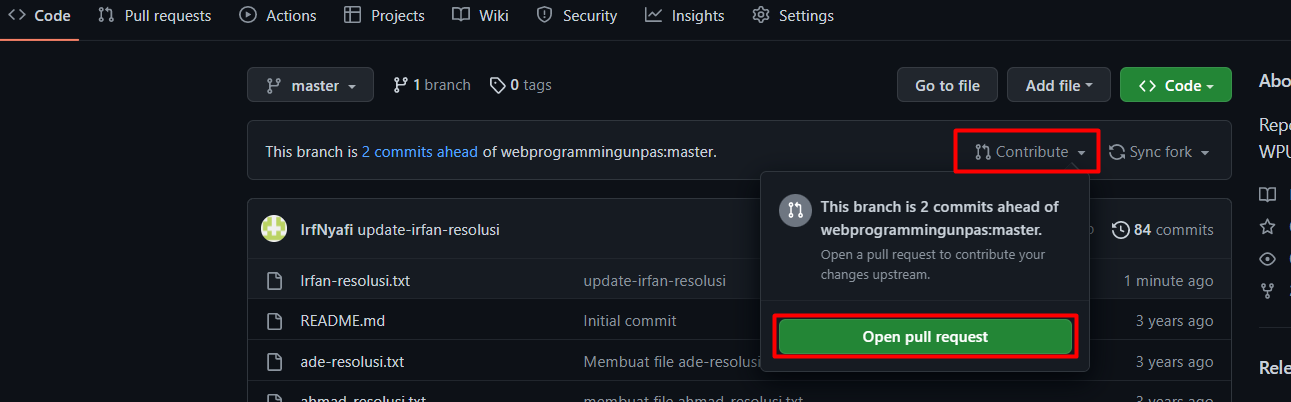 Code Pull requests Actions Projects Wiki Security Insights Settings
master 1 branch 0 tags Go to file Add file Code
This branch is 2 commits ahead of webprogrammingunpas:master. Contribute Sync fork
This branch is 2 commits ahead of
webprogrammingunpas:master.
Open a pull request to contribute your
changes upstream.
Open pull request
IrfNyafi update-irfan-resolusi 84 commits
Irfan-resolusi.txt update-irfan-resolusi 1 minute ago
README.md Initial commit 3 years ago
ade-resolusi.txt Membuat file ade-resolusi 3 years ago
ahmad_resolusi.txt membuat file ahmad_resolusi.txt 3 years ago
Abo
Repo
WPU
Rele